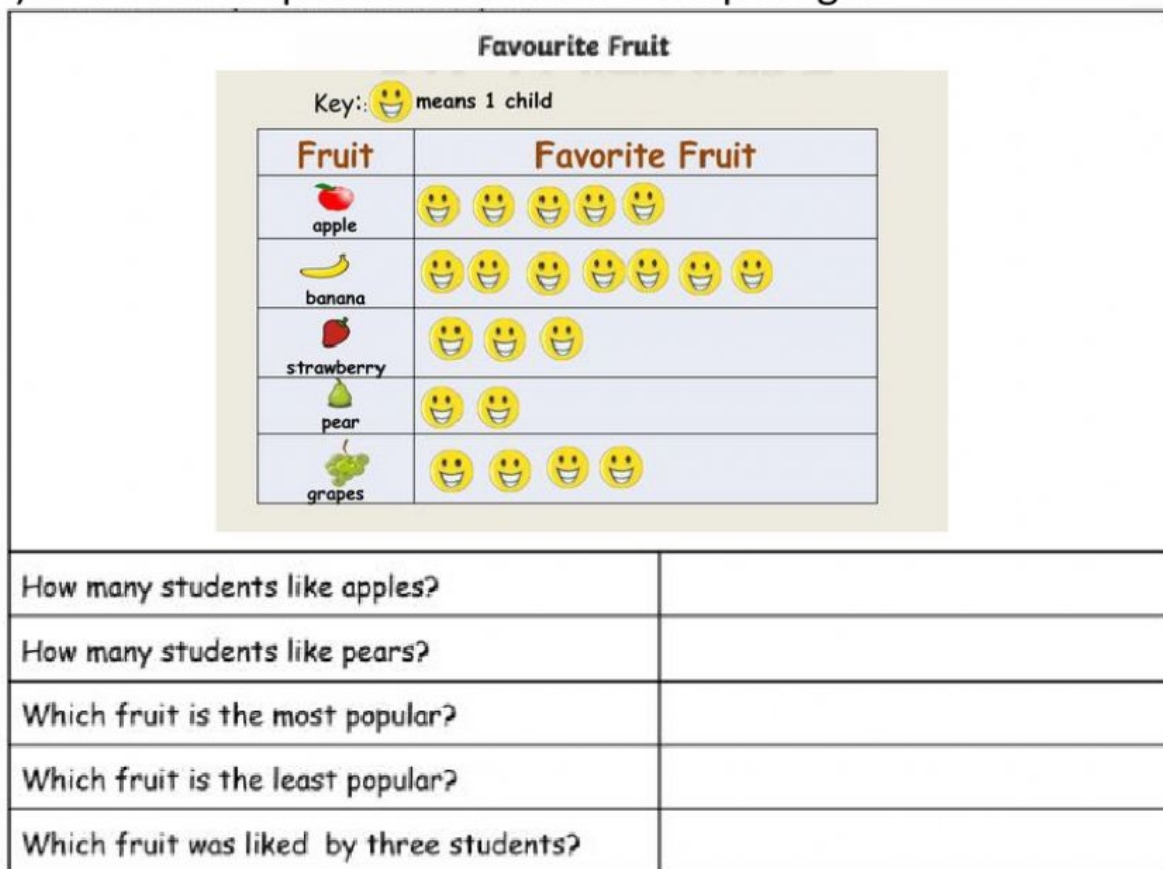 Favourite Fruit
Key:: means 1 child
Fruit Favorite Fruit
apple
banana
strawberry
pear
grapes
How many students like apples?
How many students like pears?
Which fruit is the most popular?
Which fruit is the least popular?
Which fruit was liked by three students?